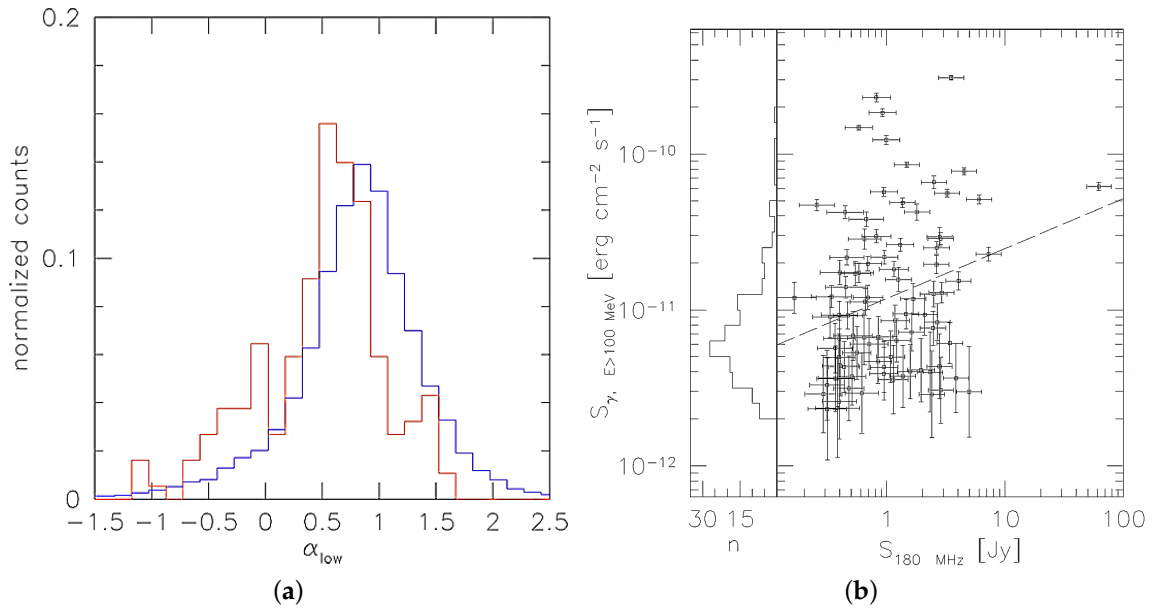 0.2
0.1
0
normalized counts
−1.5 −1 −0.5 0 0.5 1 1.5 2 2.5
α_low
(a)
S_γ, E>100 MeV [erg cm⁻² s⁻¹]
10⁻¹⁰
10⁻¹¹
10⁻¹²
30 15
n
1 10 100
S_180 MHz [Jy]
(b)